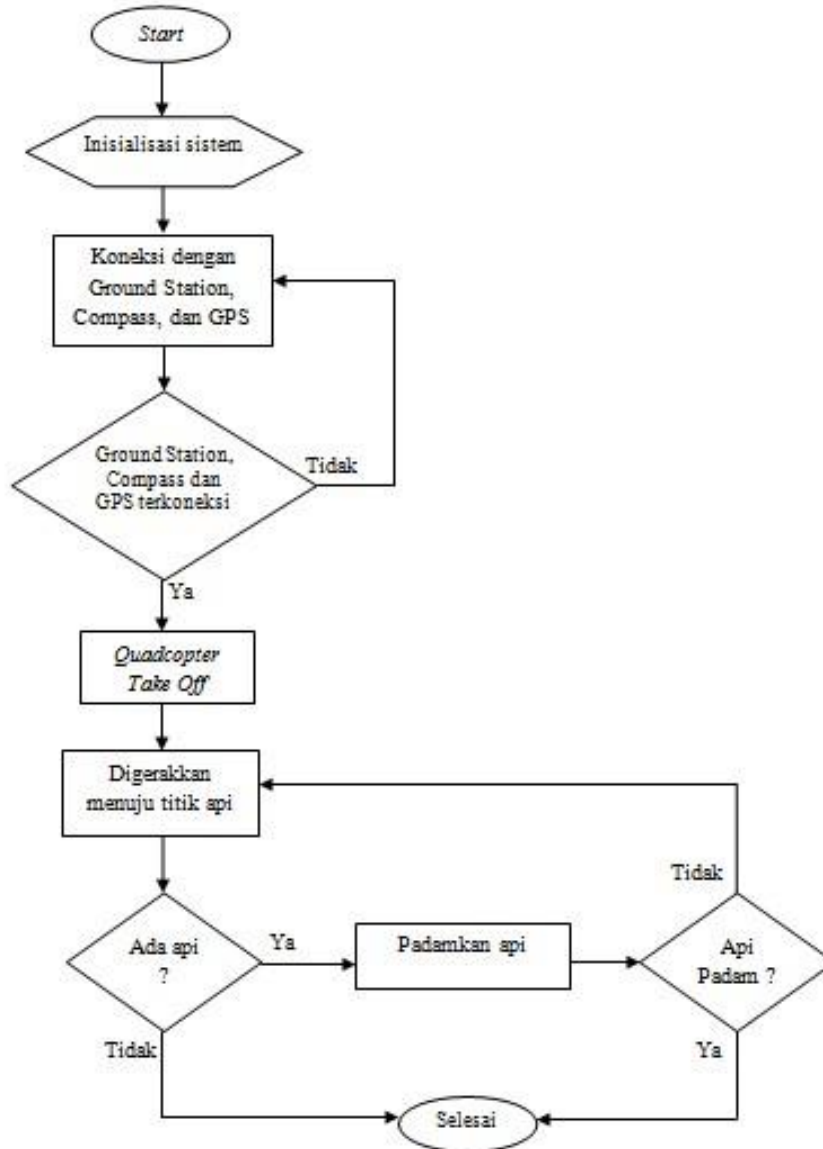 Start
Inisialisasi sistem
Koneksi dengan
Ground Station,
Compass, dan GPS
Ground Station,
Compass dan
GPS terkoneksi
Tidak
Ya
Quadcopter
Take Off
Digerakkan
menuju titik api
Ada api
?
Ya
Padamkan api
Api
Padam ?
Tidak
Tidak
Ya
Selesai